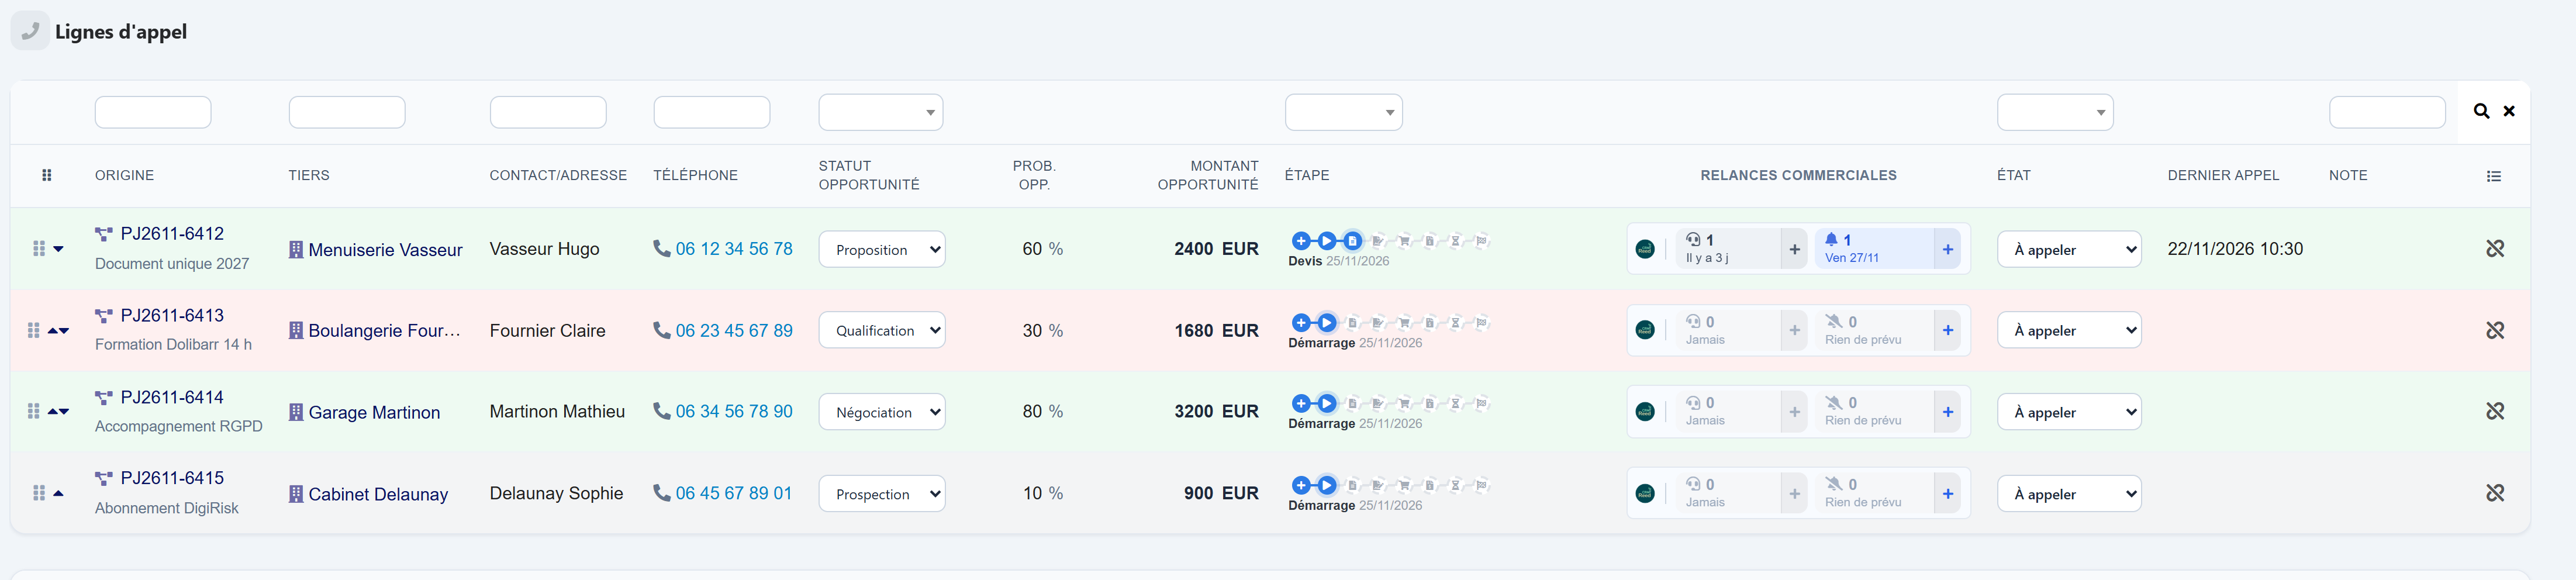 Lignes d'appel
ORIGINE TIERS CONTACT/ADRESSE TÉLÉPHONE STATUT OPPORTUNITÉ PROB. OPP. MONTANT OPPORTUNITÉ ÉTAPE RELANCES COMMERCIALES ÉTAT DERNIER APPEL NOTE
PJ2611-6412
Document unique 2027
Menuiserie Vasseur
Vasseur Hugo
06 12 34 56 78
Proposition
60 %
2400 EUR
Devis 25/11/2026
1
Il y a 3 j
+
1
Ven 27/11
+
À appeler
22/11/2026 10:30
PJ2611-6413
Formation Dolibarr 14 h
Boulangerie Four...
Fournier Claire
06 23 45 67 89
Qualification
30 %
1680 EUR
Démarrage 25/11/2026
0
Jamais
+
0
Rien de prévu
+
À appeler
PJ2611-6414
Accompagnement RGPD
Garage Martinon
Martinon Mathieu
06 34 56 78 90
Négociation
80 %
3200 EUR
Démarrage 25/11/2026
0
Jamais
+
0
Rien de prévu
+
À appeler
PJ2611-6415
Abonnement DigiRisk
Cabinet Delaunay
Delaunay Sophie
06 45 67 89 01
Prospection
10 %
900 EUR
Démarrage 25/11/2026
0
Jamais
+
0
Rien de prévu
+
À appeler